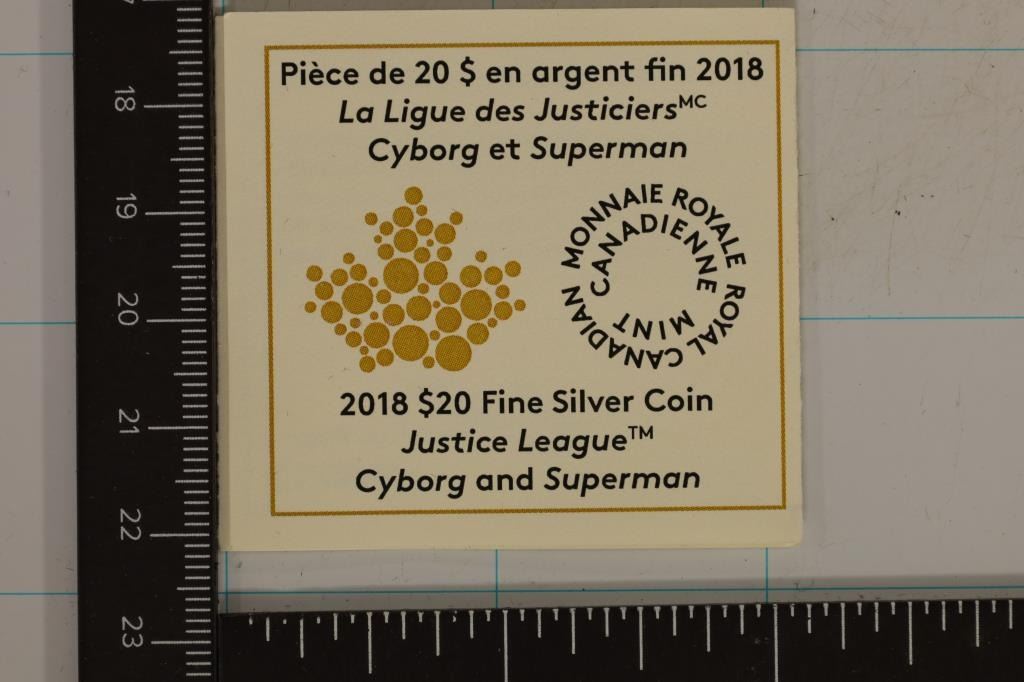 Pièce de 20 $ en argent fin 2018
La Ligue des Justiciers^MC
Cyborg et Superman
MONNAIE ROYALE CANADIENNE
ROYAL CANADIAN MINT
2018 $20 Fine Silver Coin
Justice League™
Cyborg and Superman
18
19
20
21
22
23